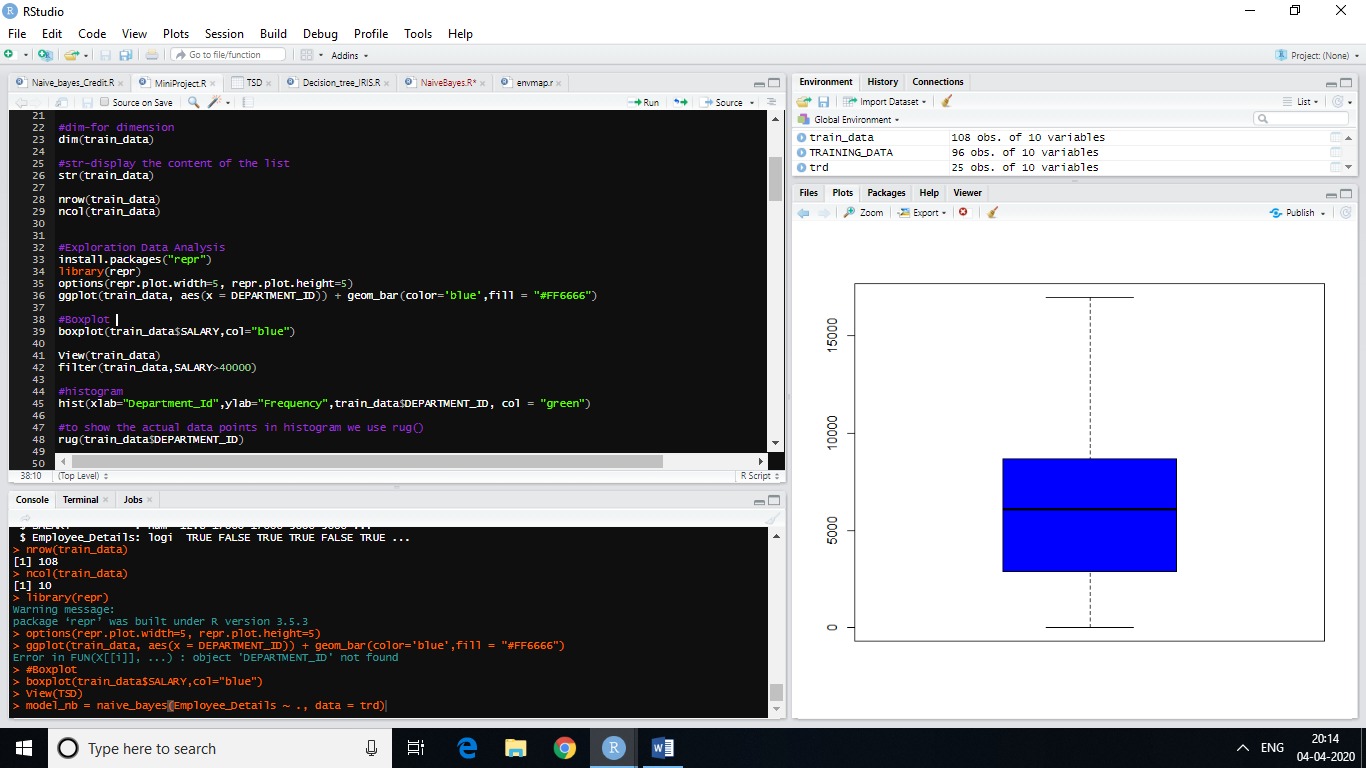 RStudio
File Edit Code View Plots Session Build Debug Profile Tools Help
Go to file/function Addins
Project: (None)
Naive_bayes_Credit.R MiniProject.R TSD Decision_tree_IRIS.R NaiveBayes.R* envmap.r
Source on Save Run Source
21
22 #dim-for dimension
23 dim(train_data)
24
25 #str-display the content of the list
26 str(train_data)
27
28 nrow(train_data)
29 ncol(train_data)
30
31
32 #Exploration Data Analysis
33 install.packages("repr")
34 library(repr)
35 options(repr.plot.width=5, repr.plot.height=5)
36 ggplot(train_data, aes(x = DEPARTMENT_ID)) + geom_bar(color='blue',fill = "#FF6666")
37
38 #Boxplot
39 boxplot(train_data$SALARY,col="blue")
40
41 View(train_data)
42 filter(train_data,SALARY>40000)
43
44 #histogram
45 hist(xlab="Department_Id",ylab="Frequency",train_data$DEPARTMENT_ID, col = "green")
46
47 #to show the actual data points in histogram we use rug()
48 rug(train_data$DEPARTMENT_ID)
49
50
38:10 (Top Level) R Script
Console Terminal Jobs
$ Employee_Details: logi TRUE FALSE TRUE TRUE FALSE TRUE ...
> nrow(train_data)
[1] 108
> ncol(train_data)
[1] 10
> library(repr)
Warning message:
package ‘repr’ was built under R version 3.5.3
> options(repr.plot.width=5, repr.plot.height=5)
> ggplot(train_data, aes(x = DEPARTMENT_ID)) + geom_bar(color='blue',fill = "#FF6666")
Error in FUN(X[[i]], ...) : object 'DEPARTMENT_ID' not found
> #Boxplot
> boxplot(train_data$SALARY,col="blue")
> View(TSD)
> model_nb = naive_bayes(Employee_Details ~ ., data = trd)
Environment History Connections
Import Dataset List
Global Environment
train_data 108 obs. of 10 variables
TRAINING_DATA 96 obs. of 10 variables
trd 25 obs. of 10 variables
Files Plots Packages Help Viewer
Zoom Export Publish
15000
10000
5000
0
Type here to search
ENG
20:14
04-04-2020